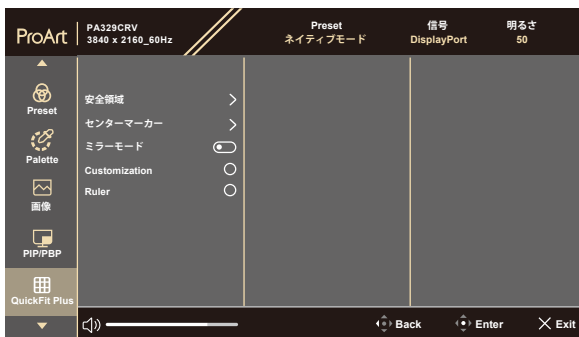 ProArt
PA329CRV
3840 x 2160_60Hz
Preset
ネイティブモード
信号
DisplayPort
明るさ
50
Preset
Palette
画像
PIP/PBP
QuickFit Plus
安全領域
センターマーカー
ミラーモード
Customization
Ruler
Back
Enter
Exit